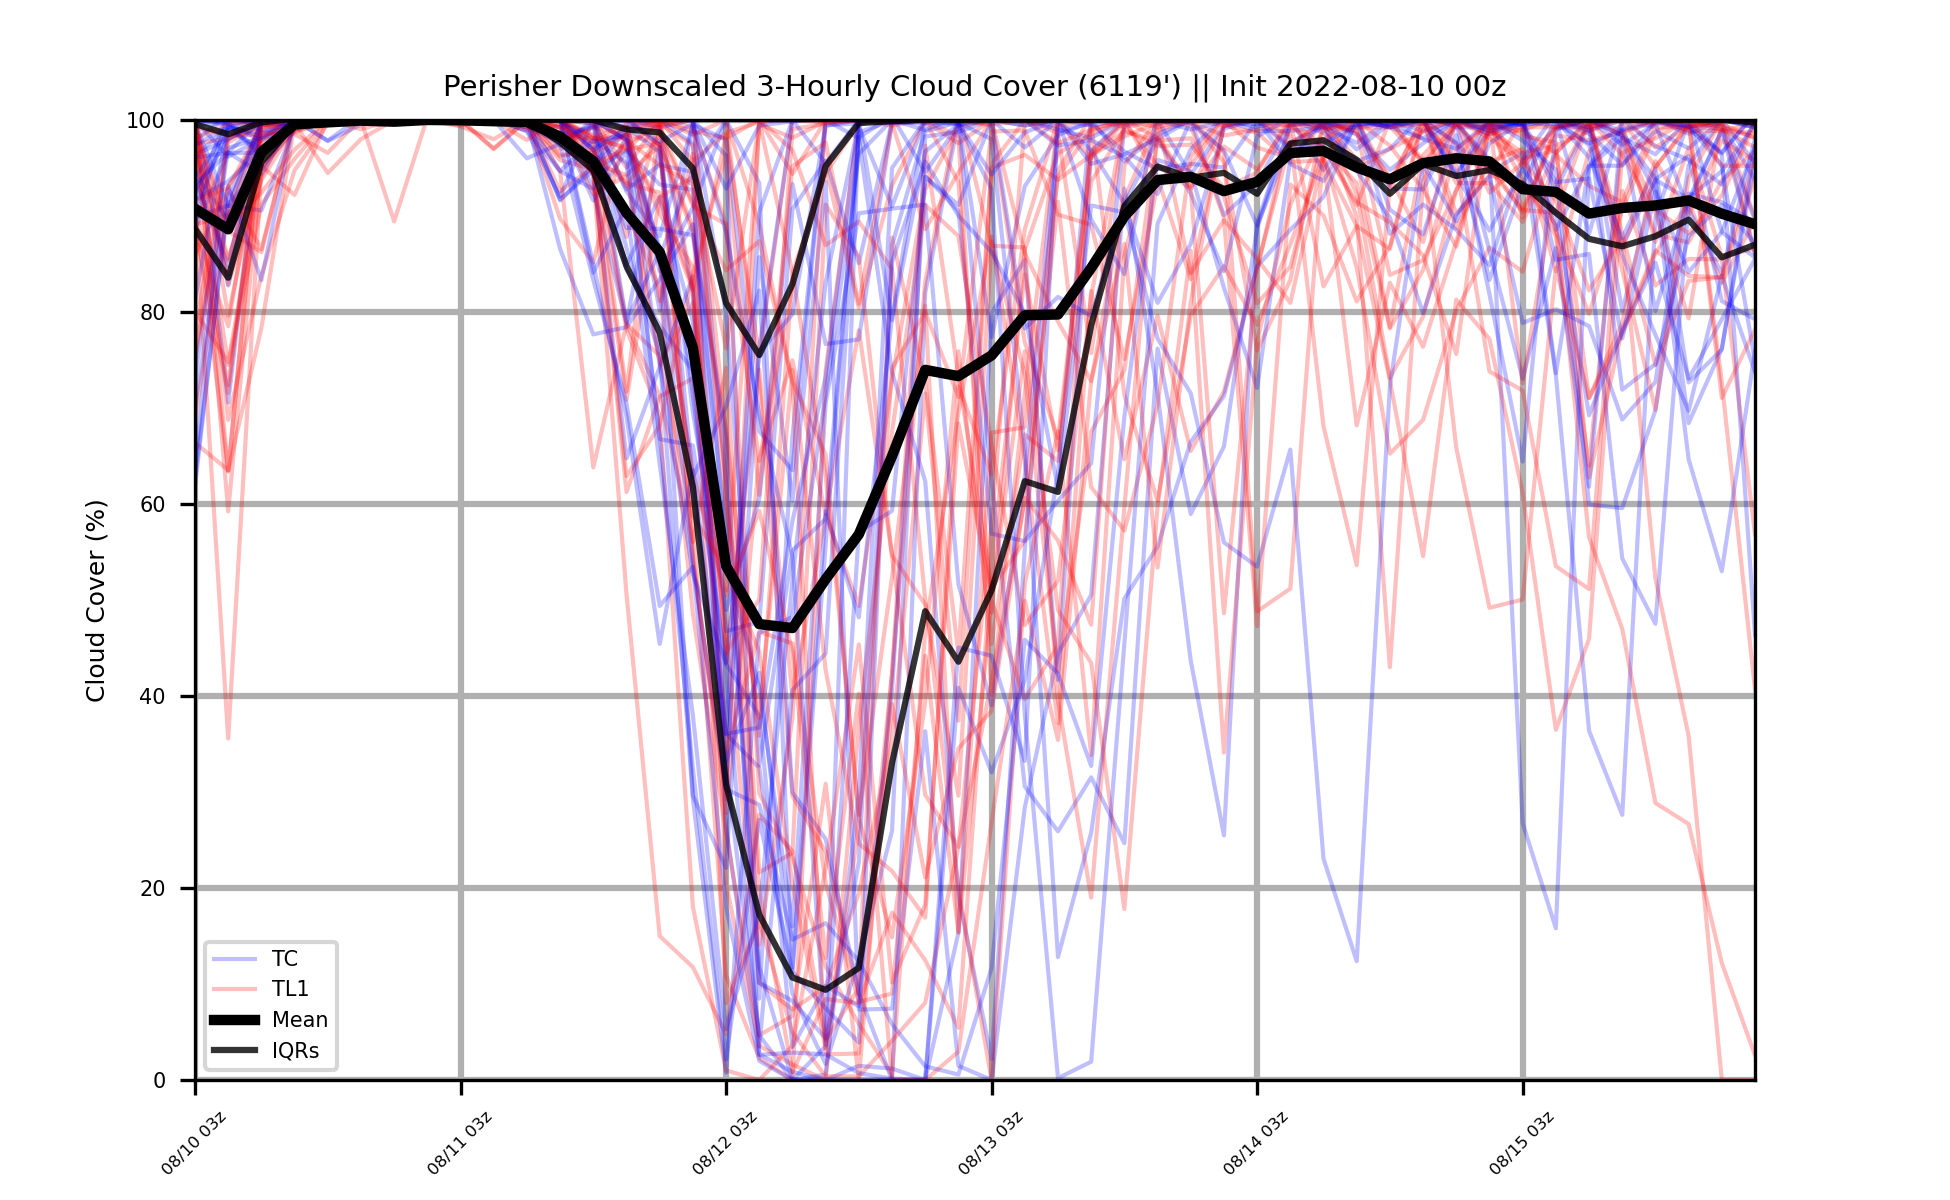 Perisher Downscaled 3-Hourly Cloud Cover (6119') || Init 2022-08-10 00z
Cloud Cover (%)
100
80
60
40
20
0
TC
TL1
Mean
IQRs
08/10 03z
08/11 03z
08/12 03z
08/13 03z
08/14 03z
08/15 03z